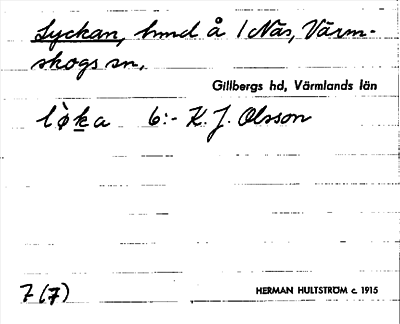 Lyckan, hmd å 1 Näs, Värm-
skogs sn.
Gillbergs hd, Värmlands län
lø̀ka 6:- K. J. Olsson
7 (7)
HERMAN HULTSTRÖM c. 1915